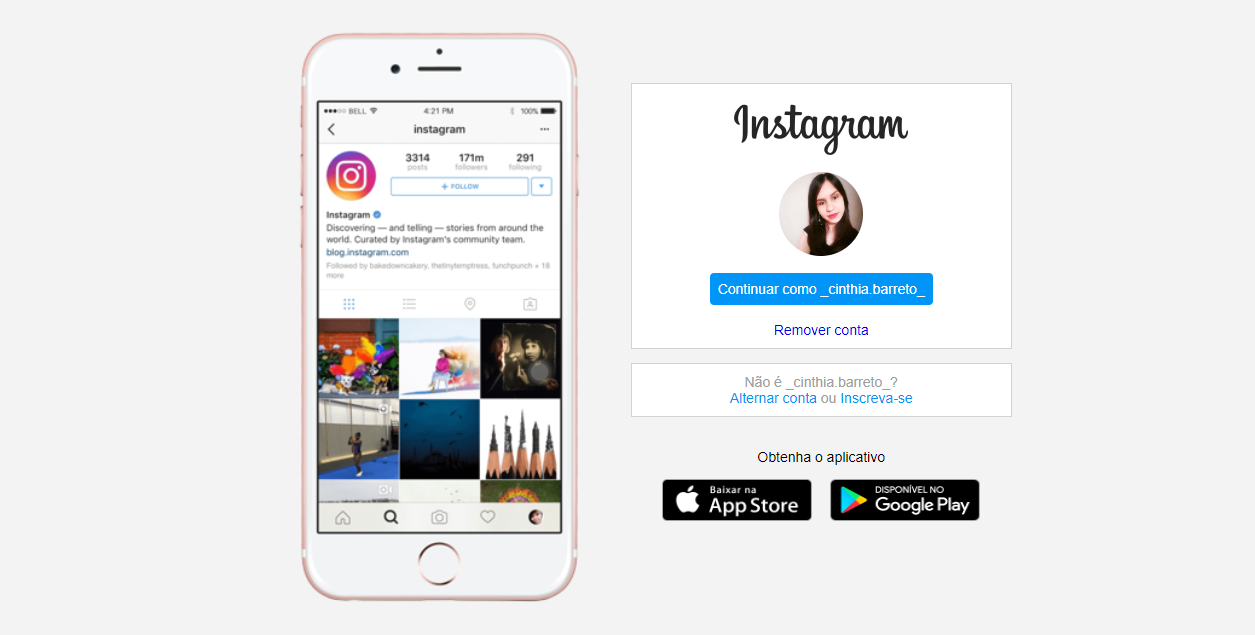 BELL
4:21 PM
100%
instagram
3314
171m
291
posts
followers
following
+ FOLLOW
Instagram
Discovering — and telling — stories from around the
world. Curated by Instagram's community team.
blog.instagram.com
Followed by bakedowncakery, thetinytemptress, lunchpunch + 18
more
Instagram
Continuar como _cinthia.barreto_
Remover conta
Não é _cinthia.barreto_?
Alternar conta ou Inscreva-se
Obtenha o aplicativo
Baixar na
App Store
DISPONÍVEL NO
Google Play